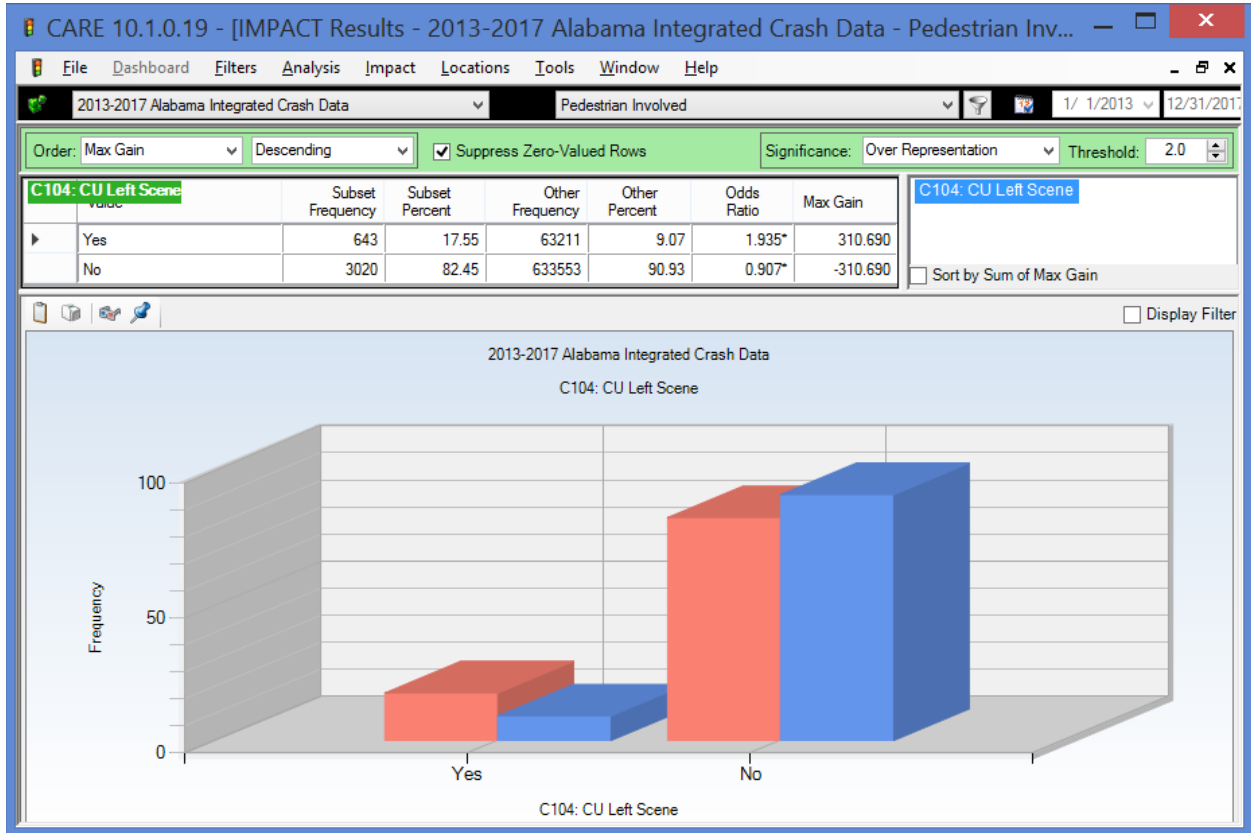 CARE 10.1.0.19 - [IMPACT Results - 2013-2017 Alabama Integrated Crash Data - Pedestrian Inv...
File Dashboard Filters Analysis Impact Locations Tools Window Help
2013-2017 Alabama Integrated Crash Data Pedestrian Involved 1/ 1/2013 12/31/2017
Order: Max Gain Descending Suppress Zero-Valued Rows Significance: Over Representation Threshold: 2.0
C104: CU Left Scene Subset Frequency Subset Percent Other Frequency Other Percent Odds Ratio Max Gain C104: CU Left Scene
Yes 643 17.55 63211 9.07 1.935* 310.690
No 3020 82.45 633553 90.93 0.907* -310.690
Sort by Sum of Max Gain
Display Filter
2013-2017 Alabama Integrated Crash Data
C104: CU Left Scene
100
50
0
Frequency
Yes No
C104: CU Left Scene